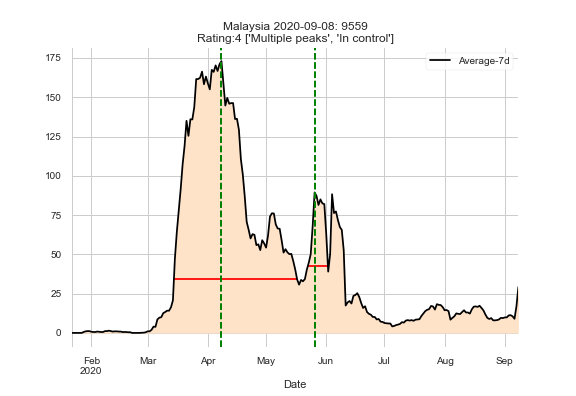 Malaysia 2020-09-08: 9559
Rating:4 ['Multiple peaks', 'In control']
Average-7d
175
150
125
100
75
50
25
0
Feb Mar Apr May Jun Jul Aug Sep
2020
Date